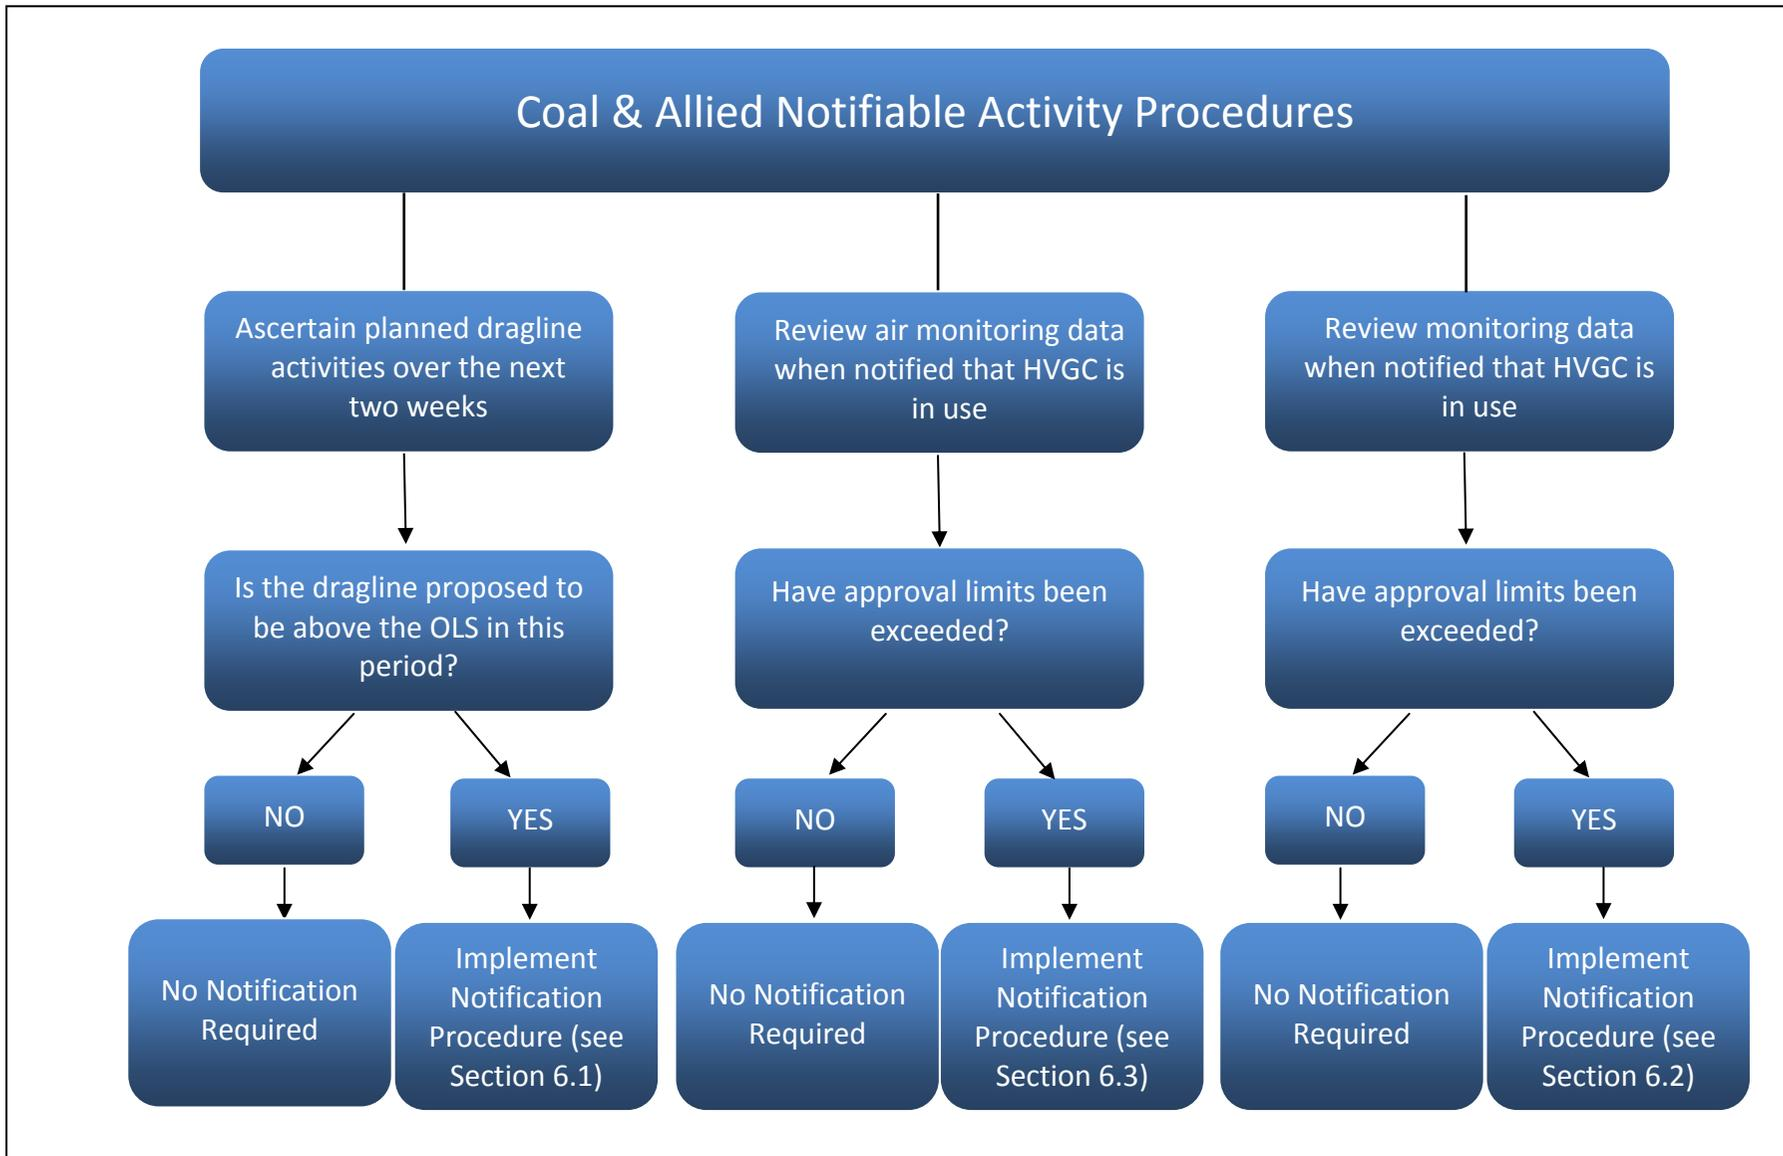 Coal & Allied Notifiable Activity Procedures
Ascertain planned dragline
activities over the next
two weeks
Review air monitoring data
when notified that HVGC is
in use
Review monitoring data
when notified that HVGC is
in use
Is the dragline proposed to
be above the OLS in this
period?
Have approval limits been
exceeded?
Have approval limits been
exceeded?
NO
YES
NO
YES
NO
YES
No Notification
Required
Implement
Notification
Procedure (see
Section 6.1)
No Notification
Required
Implement
Notification
Procedure (see
Section 6.3)
No Notification
Required
Implement
Notification
Procedure (see
Section 6.2)